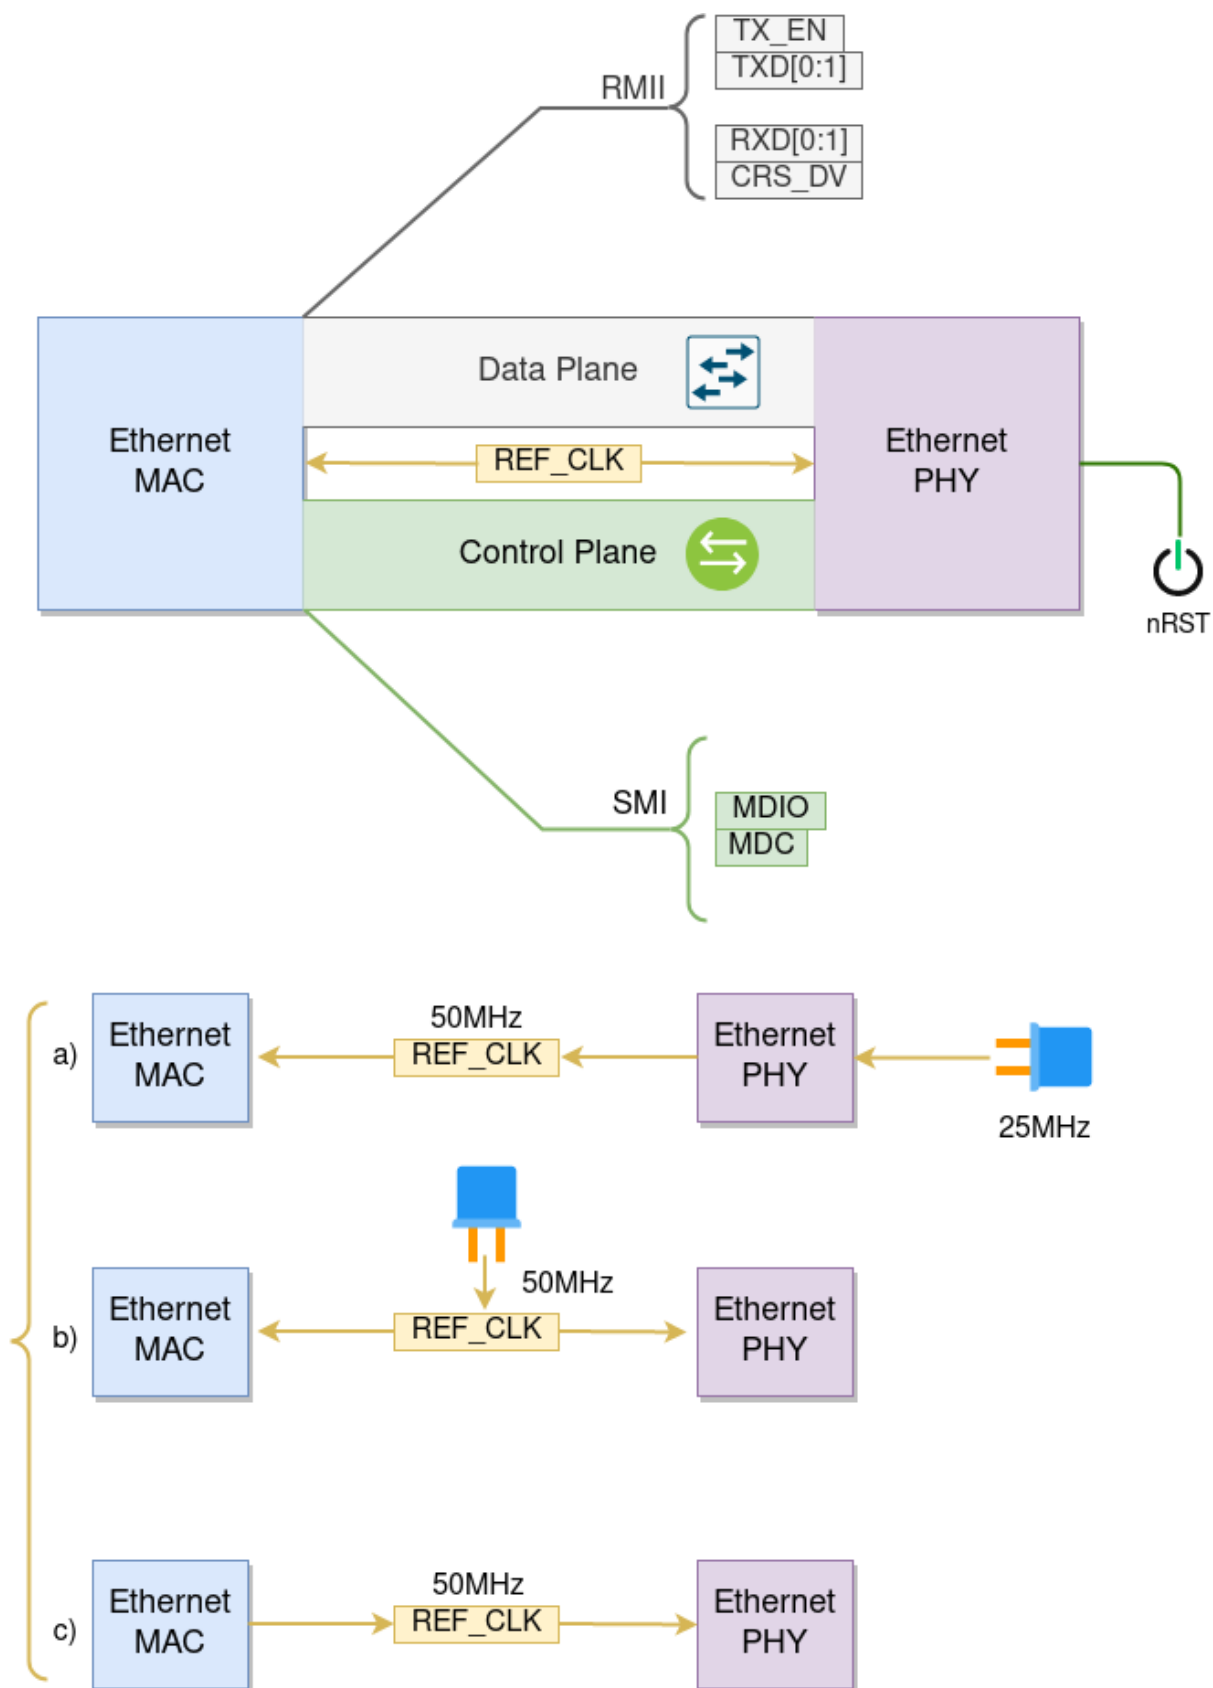 TX_EN
TXD[0:1]
RMII
RXD[0:1]
CRS_DV
Data Plane
Ethernet
MAC
REF_CLK
Ethernet
PHY
Control Plane
nRST
SMI
MDIO
MDC
a)
Ethernet
MAC
50MHz
REF_CLK
Ethernet
PHY
25MHz
b)
Ethernet
MAC
50MHz
REF_CLK
Ethernet
PHY
c)
Ethernet
MAC
50MHz
REF_CLK
Ethernet
PHY